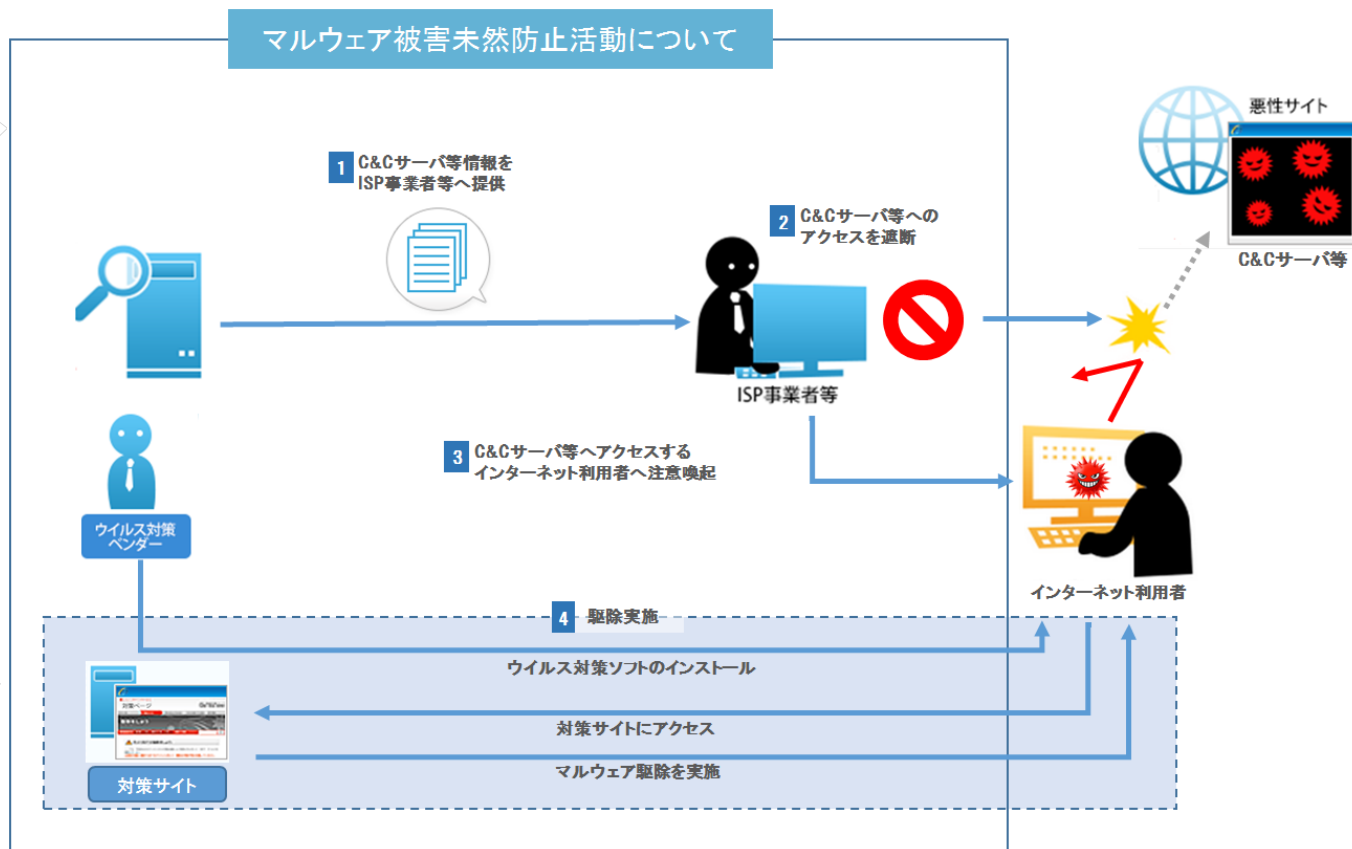 マルウェア被害未然防止活動について
悪性サイト
1 C&Cサーバ等情報を
ISP事業者等へ提供
2 C&Cサーバ等への
アクセスを遮断
C&Cサーバ等
ISP事業者等
3 C&Cサーバ等へアクセスする
インターネット利用者へ注意喚起
ウイルス対策
ベンダー
インターネット利用者
4 駆除実施
ウイルス対策ソフトのインストール
対策ページ
対策サイトにアクセス
マルウェア駆除を実施
対策サイト